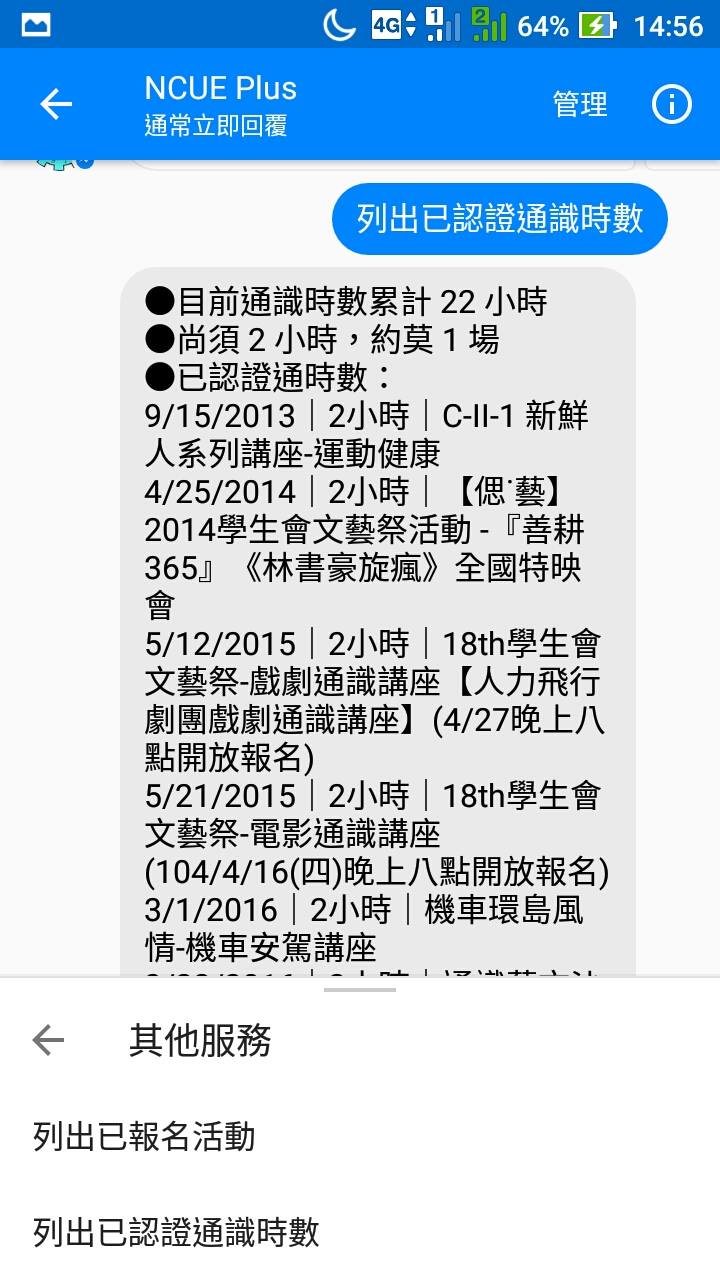 4G 1 2 64% 14:56
NCUE Plus
通常立即回覆
管理
列出已認證通識時數
●目前通識時數累計 22 小時
●尚須 2 小時，約莫 1 場
●已認證通時數：
9/15/2013｜2小時｜C-II-1 新鮮
人系列講座-運動健康
4/25/2014｜2小時｜【偲˙藝】
2014學生會文藝祭活動 -『善耕
365』《林書豪旋瘋》全國特映
會
5/12/2015｜2小時｜18th學生會
文藝祭-戲劇通識講座【人力飛行
劇團戲劇通識講座】(4/27晚上八
點開放報名)
5/21/2015｜2小時｜18th學生會
文藝祭-電影通識講座
(104/4/16(四)晚上八點開放報名)
3/1/2016｜2小時｜機車環島風
情-機車安駕講座
其他服務
列出已報名活動
列出已認證通識時數